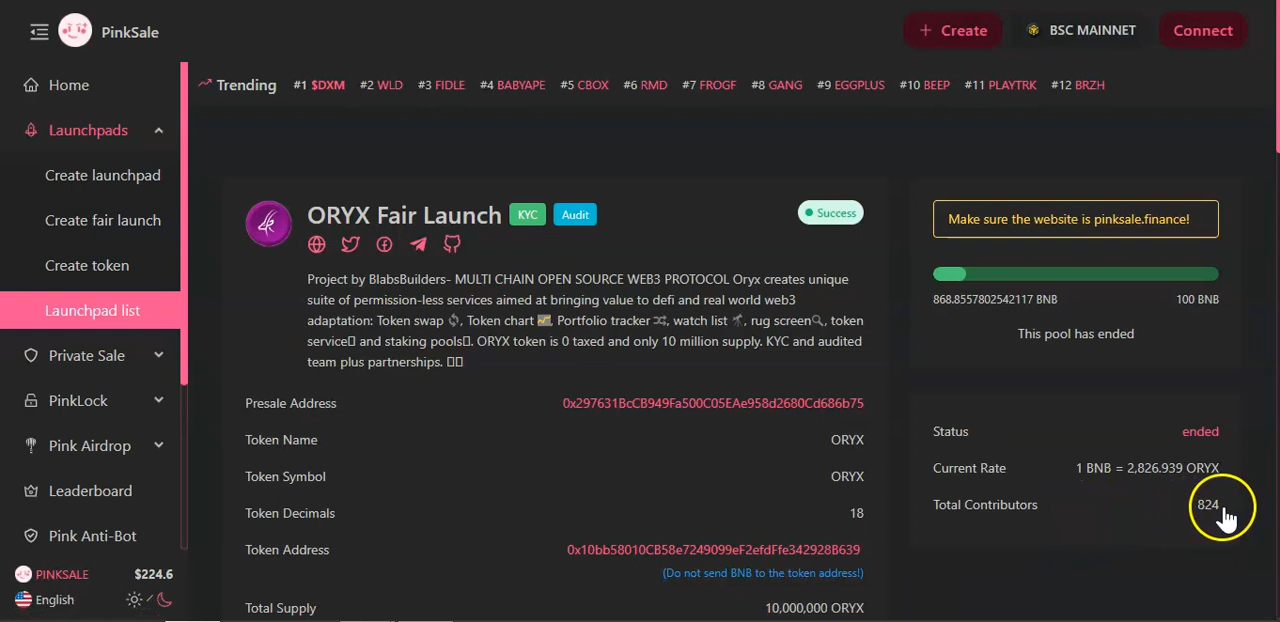 PinkSale
Create
BSC MAINNET
Connect
Home
Launchpads
Create launchpad
Create fair launch
Create token
Launchpad list
Private Sale
PinkLock
Pink Airdrop
Leaderboard
Pink Anti-Bot
PINKSALE $224.6
English
Trending #1 $DXM #2 WLD #3 FIDLE #4 BABYAPE #5 CBOX #6 RMD #7 FROGF #8 GANG #9 EGGPLUS #10 BEEP #11 PLAYTRK #12 BRZH
ORYX Fair Launch KYC Audit
Success
Project by BlabsBuilders- MULTI CHAIN OPEN SOURCE WEB3 PROTOCOL Oryx creates unique
suite of permission-less services aimed at bringing value to defi and real world web3
adaptation: Token swap, Token chart, Portfolio tracker, watch list, rug screen, token
service and staking pools. ORYX token is 0 taxed and only 10 million supply. KYC and audited
team plus partnerships.
Presale Address 0x297631BcCB949Fa500C05EAe958d2680Cd686b75
Token Name ORYX
Token Symbol ORYX
Token Decimals 18
Token Address 0x10bb58010CB58e7249099eF2efdFfe342928B639
(Do not send BNB to the token address!)
Total Supply 10,000,000 ORYX
Make sure the website is pinksale.finance!
868.8557802542117 BNB 100 BNB
This pool has ended
Status ended
Current Rate 1 BNB = 2,826.939 ORYX
Total Contributors 824